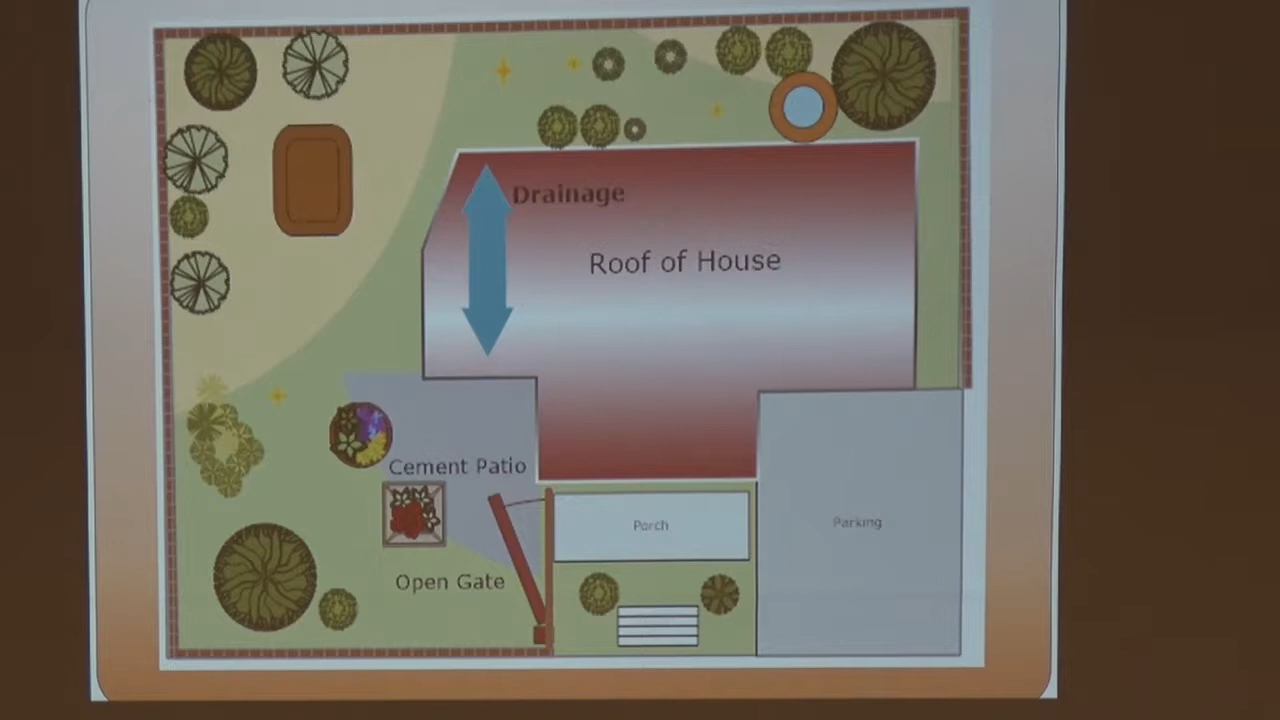 Drainage
Roof of House
Cement Patio
Porch
Parking
Open Gate